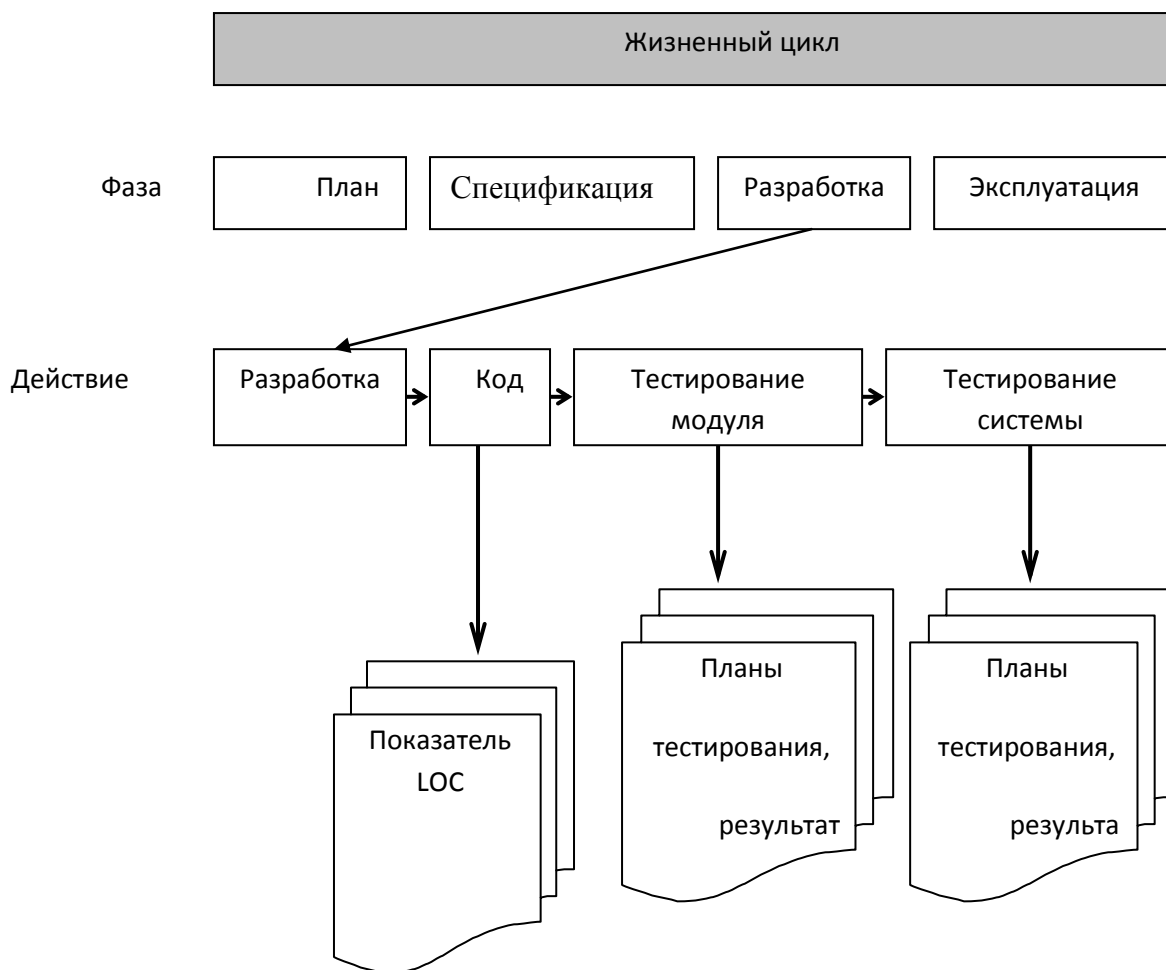 Жизненный цикл
Фаза
План
Спецификация
Разработка
Эксплуатация
Действие
Разработка
Код
Тестирование
модуля
Тестирование
системы
Показатель
LOC
Планы
тестирования,
результат
Планы
тестирования,
результа